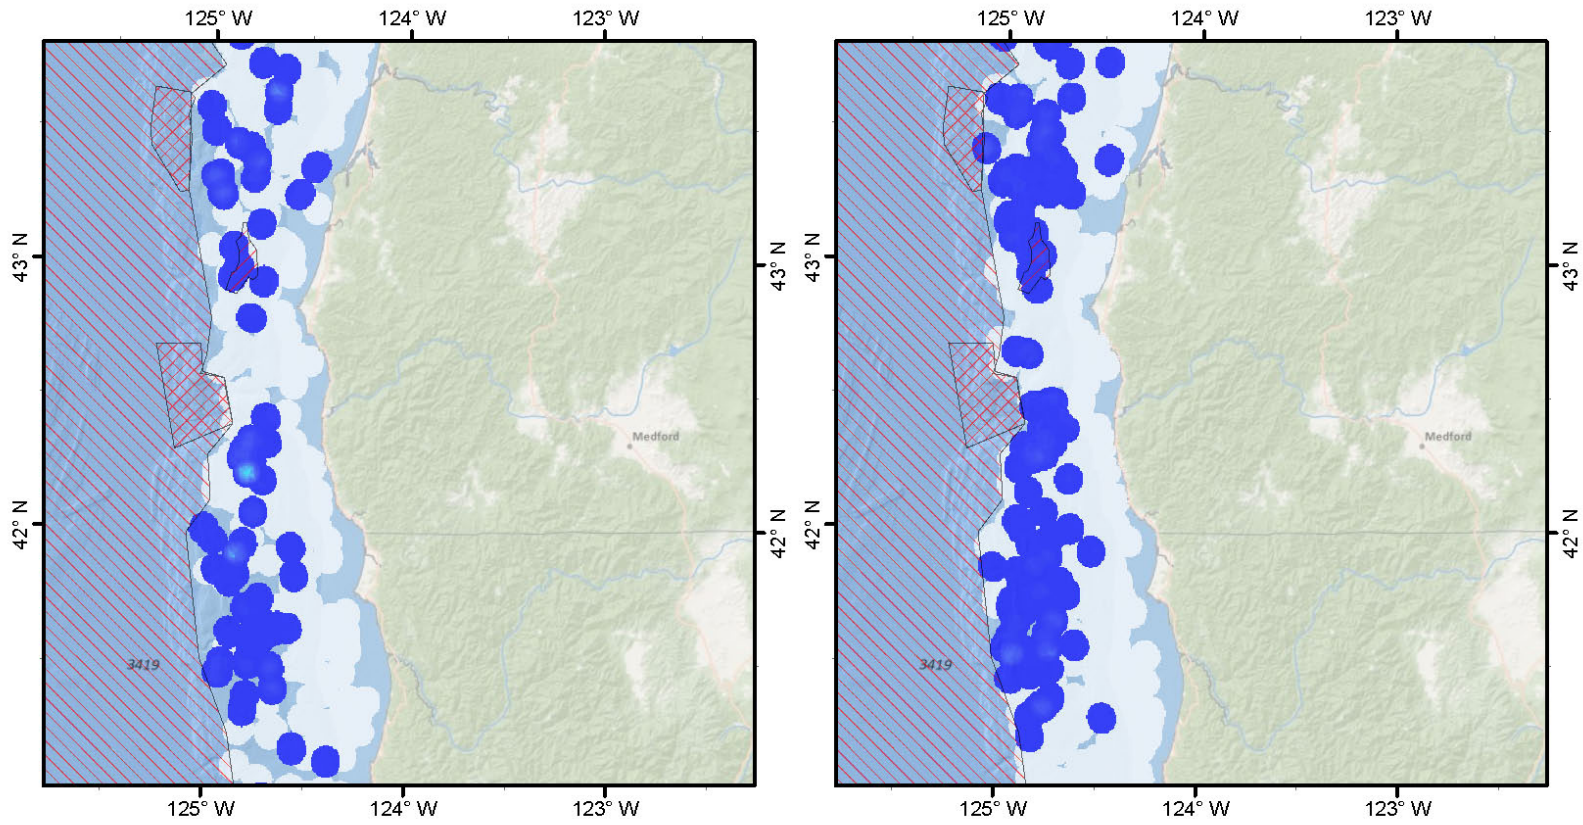 125° W 124° W 123° W 125° W 124° W 123° W
43° N 43° N 43° N 43° N
Medford Medford
42° N 42° N 42° N 42° N
3419 3419
125° W 124° W 123° W 125° W 124° W 123° W